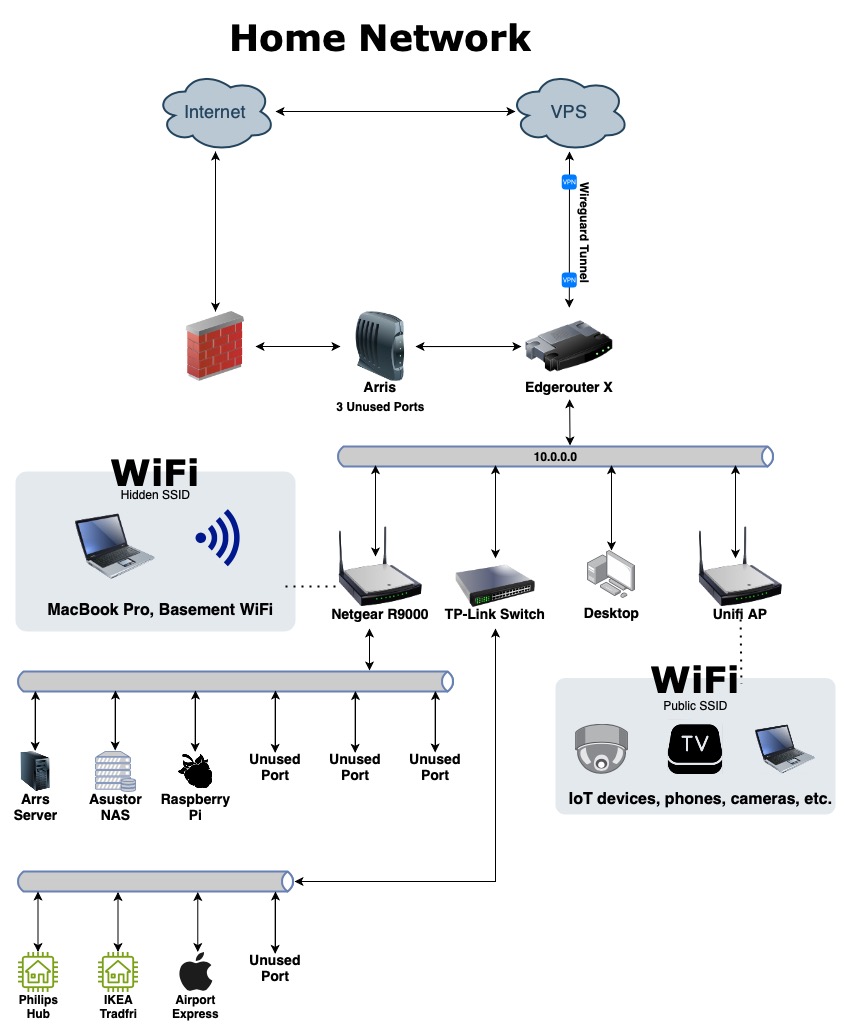 Home Network
Internet
VPS
VPN
Wireguard Tunnel
VPN
Arris
3 Unused Ports
Edgerouter X
10.0.0.0
WiFi
Hidden SSID
MacBook Pro, Basement WiFi
Netgear R9000
TP-Link Switch
Desktop
Unifi AP
WiFi
Public SSID
TV
IoT devices, phones, cameras, etc.
Arrs
Server
Asustor
NAS
Raspberry
Pi
Unused
Port
Unused
Port
Unused
Port
Philips
Hub
IKEA
Tradfri
Airport
Express
Unused
Port